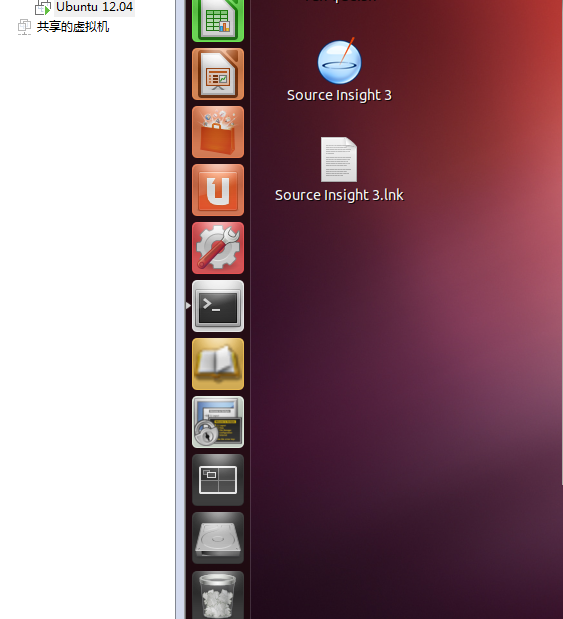 Ubuntu 12.04
共享的虚拟机
Source Insight 3
Source Insight 3.lnk